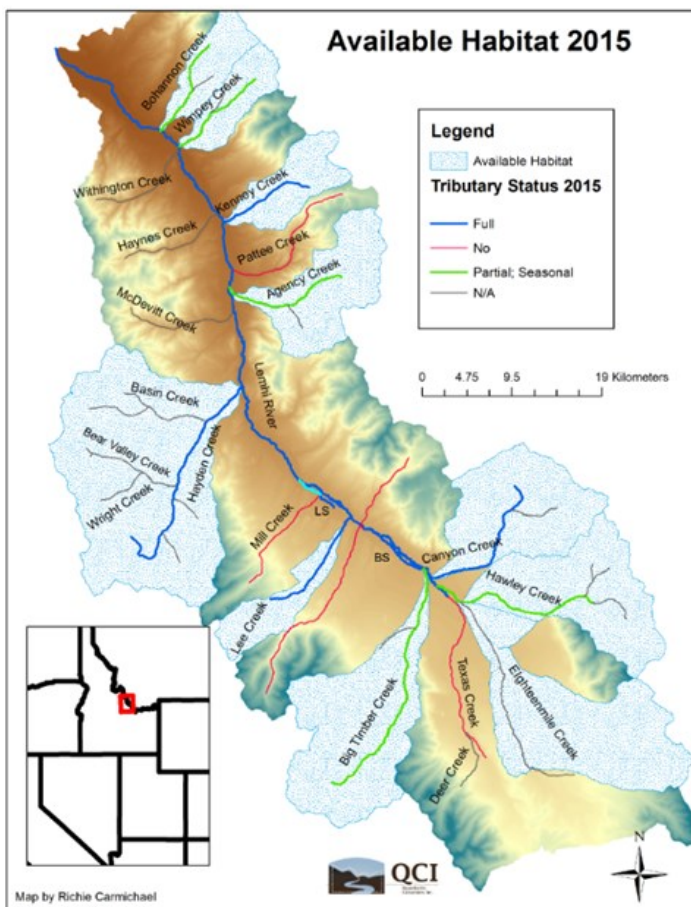 Available Habitat 2015
Legend
Available Habitat
Tributary Status 2015
Full
No
Partial; Seasonal
N/A
0 4.75 9.5 19 Kilometers
Bohannon Creek
Wimpey Creek
Withington Creek
Kenney Creek
Haynes Creek
Pattee Creek
Agency Creek
McDevitt Creek
Lemhi River
Basin Creek
Bear Valley Creek
Hayden Creek
Wright Creek
LS
Mill Creek
BS
Canyon Creek
Hawley Creek
Lee Creek
Big Timber Creek
Texas Creek
Eighteenmile Creek
Deer Creek
N
QCI
Map by Richie Carmichael